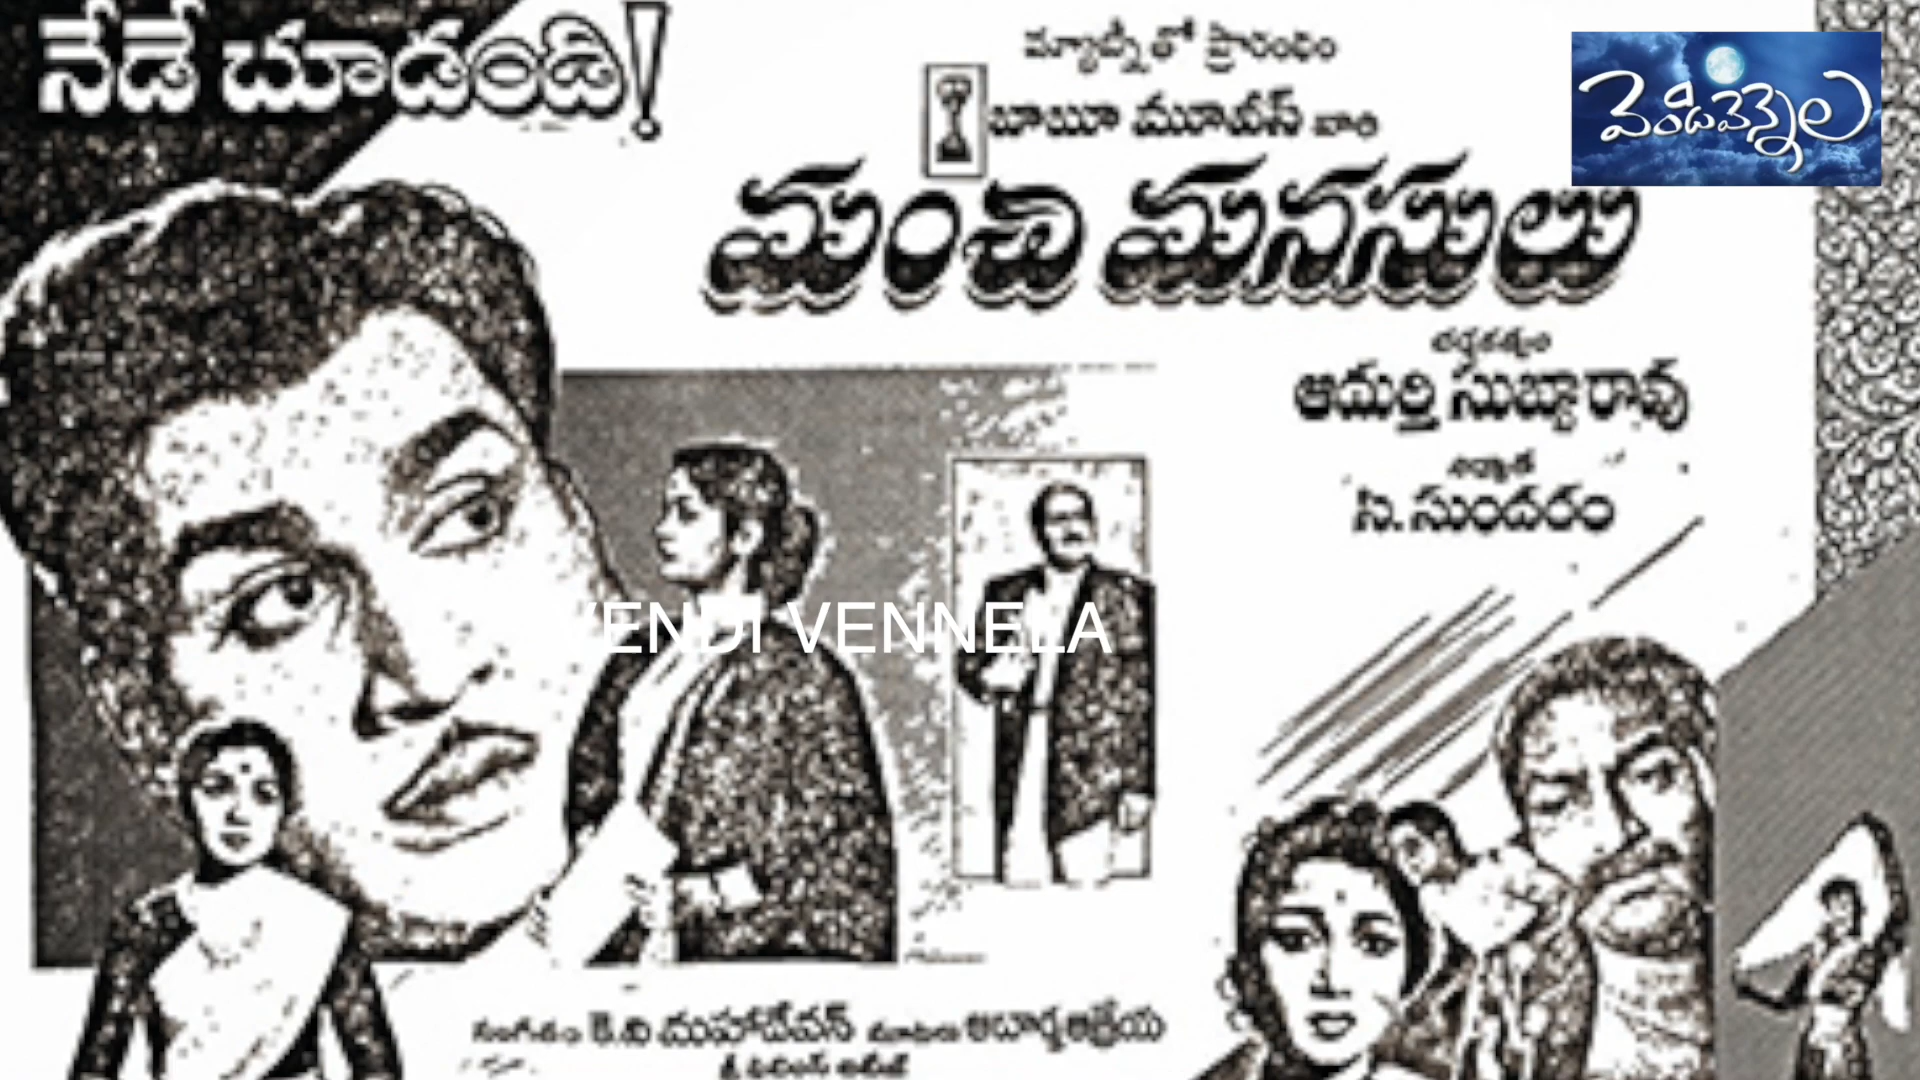 నేడే చూడండి!
మ్యాట్నీతో ప్రారంభం
బాబూ మూవీస్ వారి
మంచి మనసులు
వెండివెన్నెల
దర్శకత్వం
ఆదుర్తి సుబ్బారావు
నిర్మాత
సి. సుందరం
VENDI VENNELA
సంగీతం కె.వి.మహదేవన్ మాటలు ఆచార్య ఆత్రేయ